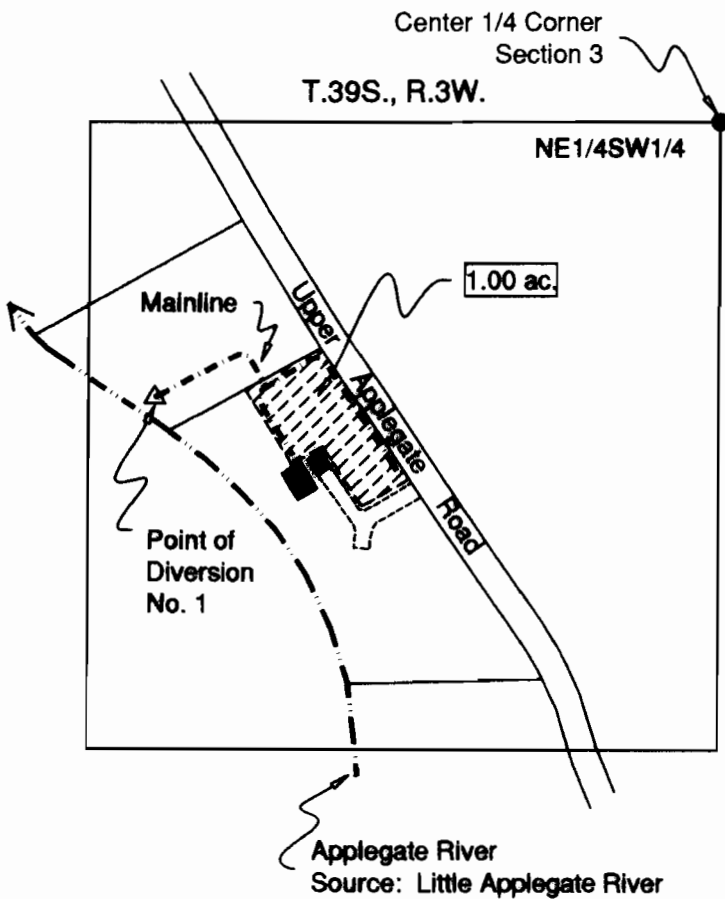 Center 1/4 Corner
Section 3
T.39S., R.3W.
NE1/4SW1/4
1.00 ac.
Mainline
Upper Applegate Road
Point of
Diversion
No. 1
Applegate River
Source: Little Applegate River